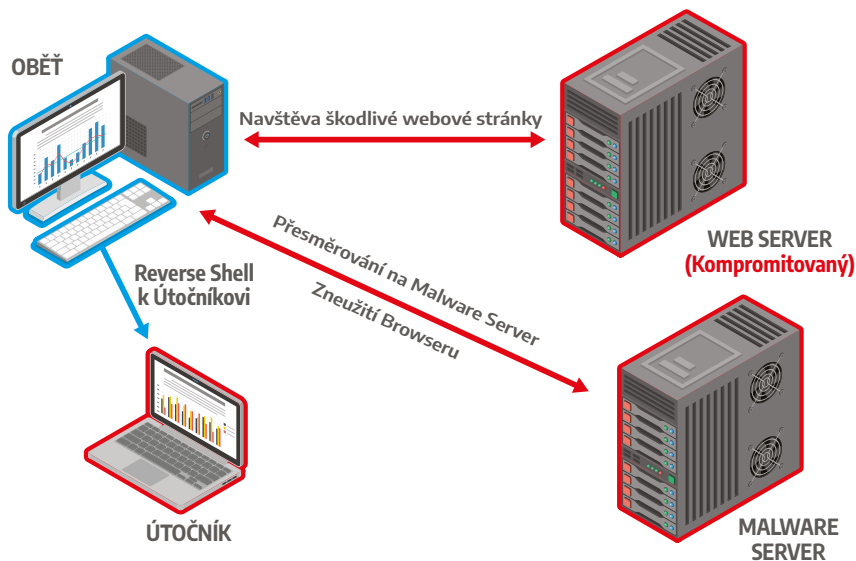 OBĚŤ
Navštěva škodlivé webové stránky
WEB SERVER
(Kompromitovaný)
Přesměrování na Malware Server
Zneužití Browseru
Reverse Shell
k Útočníkovi
ÚTOČNÍK
MALWARE
SERVER